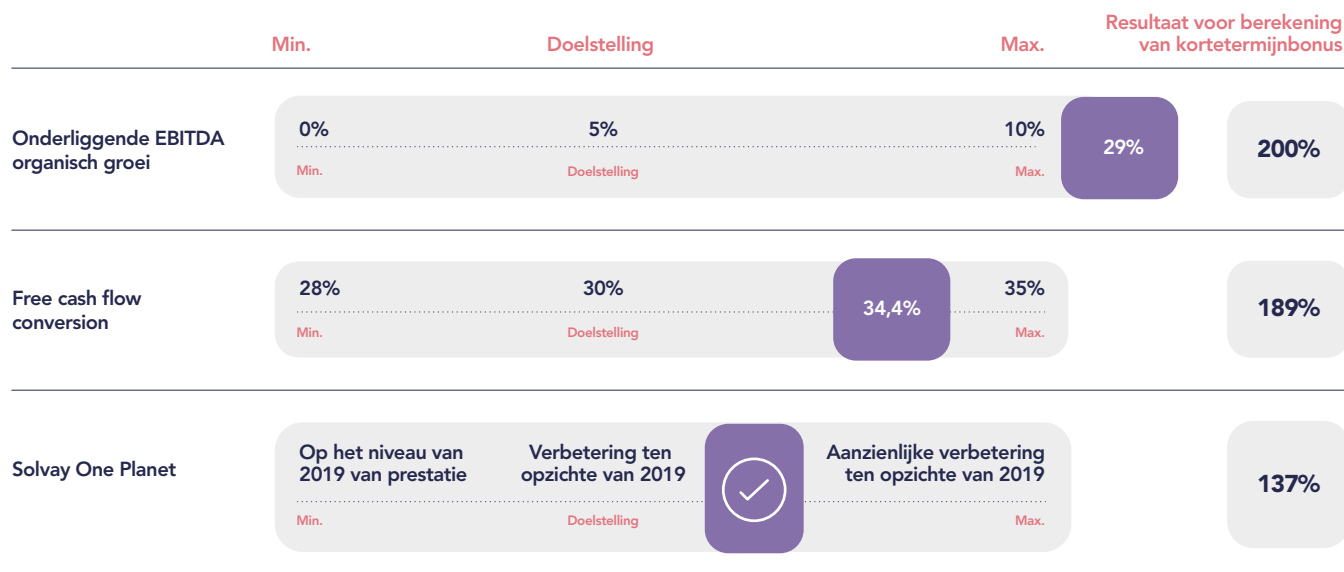 Min.
Doelstelling
Max.
Resultaat voor berekening
van kortetermijnbonus
Onderliggende EBITDA
organisch groei
0%
5%
10%
Min.
Doelstelling
Max.
29%
200%
Free cash flow
conversion
28%
30%
35%
Min.
Doelstelling
Max.
34,4%
189%
Solvay One Planet
Op het niveau van
2019 van prestatie
Verbetering ten
opzichte van 2019
Aanzienlijke verbetering
ten opzichte van 2019
Min.
Doelstelling
Max.
137%